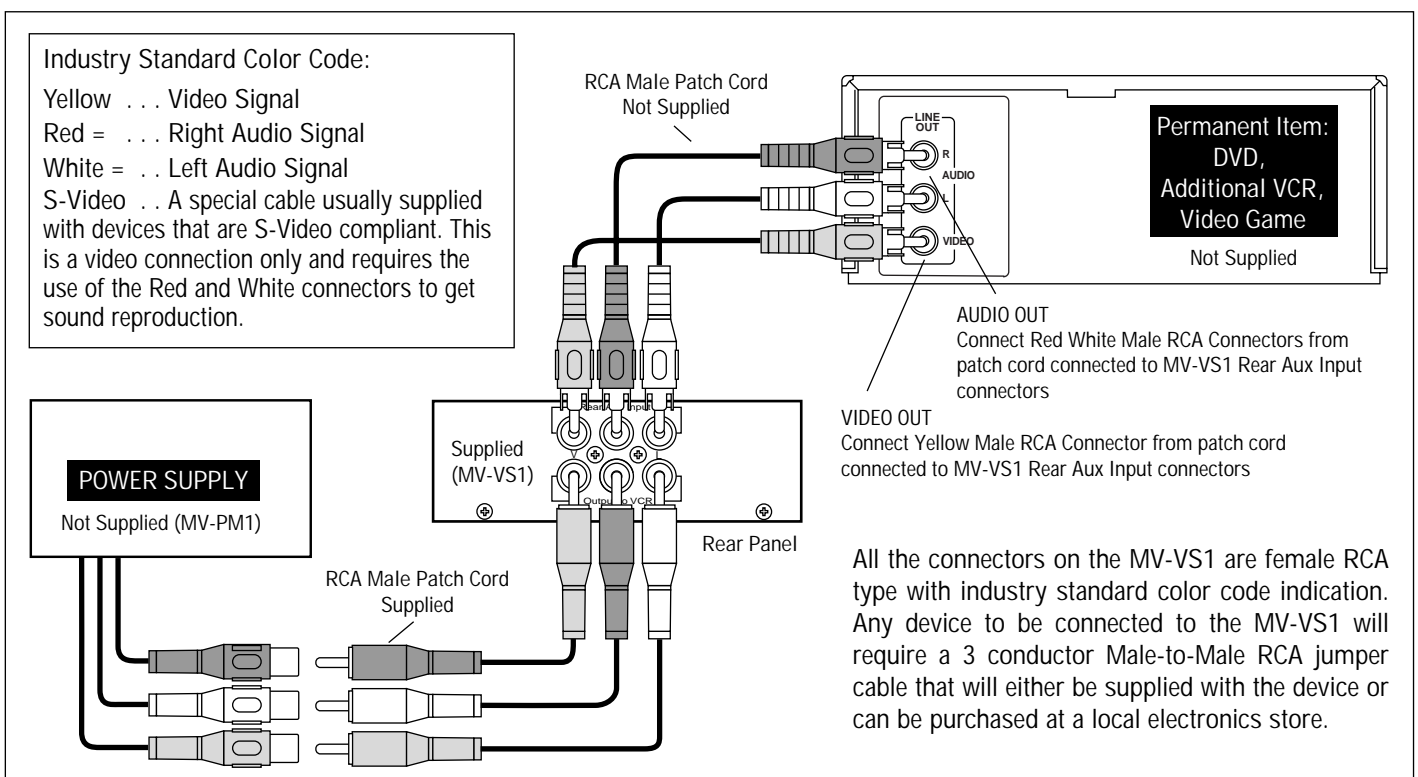 Industry Standard Color Code:
Yellow . . . Video Signal
Red = . . . Right Audio Signal
White = . . Left Audio Signal
S-Video . . A special cable usually supplied
with devices that are S-Video compliant. This
is a video connection only and requires the
use of the Red and White connectors to get
sound reproduction.
RCA Male Patch Cord
Not Supplied
LINE
OUT
R
AUDIO
L
VIDEO
Permanent Item:
DVD,
Additional VCR,
Video Game
Not Supplied
AUDIO OUT
Connect Red White Male RCA Connectors from
patch cord connected to MV-VS1 Rear Aux Input
connectors
VIDEO OUT
Connect Yellow Male RCA Connector from patch cord
connected to MV-VS1 Rear Aux Input connectors
POWER SUPPLY
Not Supplied (MV-PM1)
Supplied
(MV-VS1)
Rear Input
V
L
Output to VCR
Rear Panel
RCA Male Patch Cord
Supplied
All the connectors on the MV-VS1 are female RCA
type with industry standard color code indication.
Any device to be connected to the MV-VS1 will
require a 3 conductor Male-to-Male RCA jumper
cable that will either be supplied with the device or
can be purchased at a local electronics store.